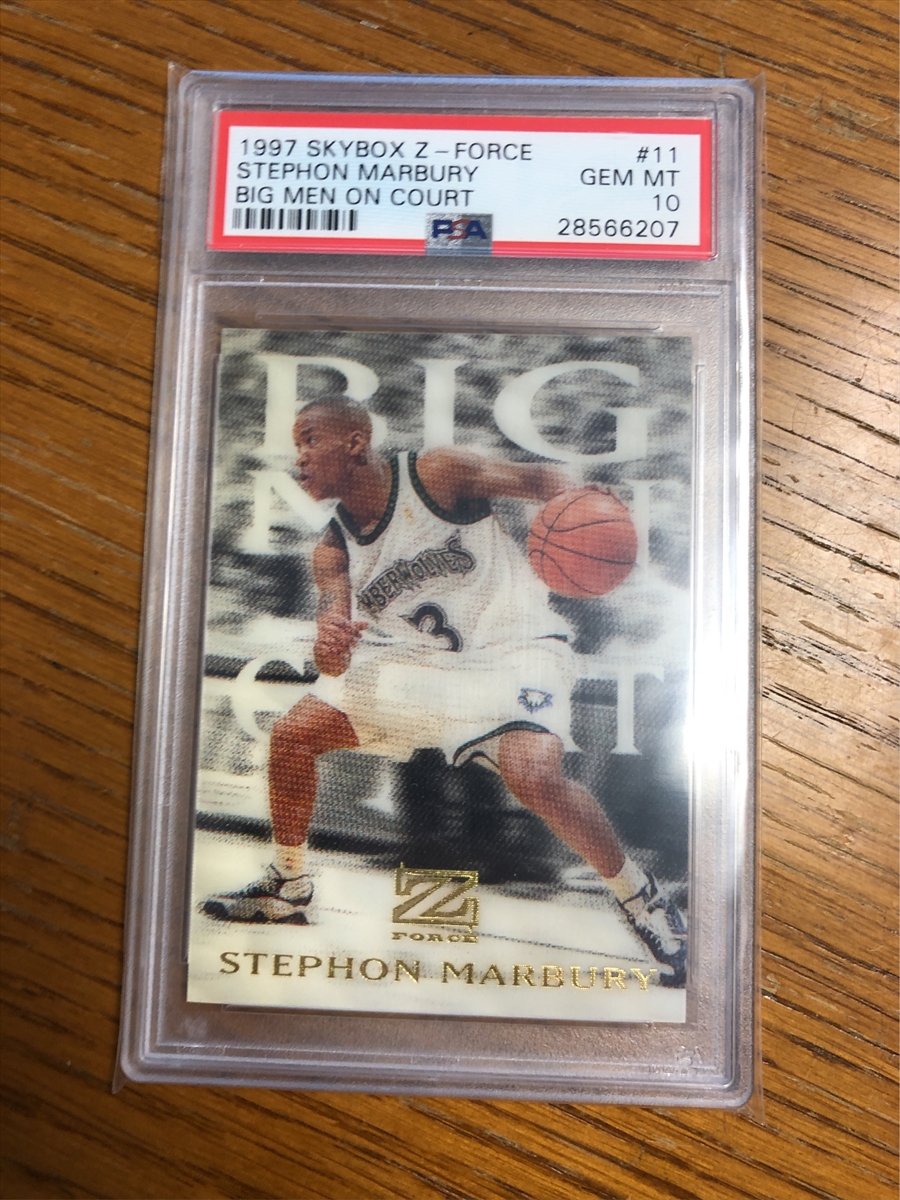 1997 SKYBOX Z-FORCE #11
STEPHON MARBURY GEM MT
BIG MEN ON COURT 10
PSA 28566207
BIG
3
Z
FORCE
STEPHON MARBURY